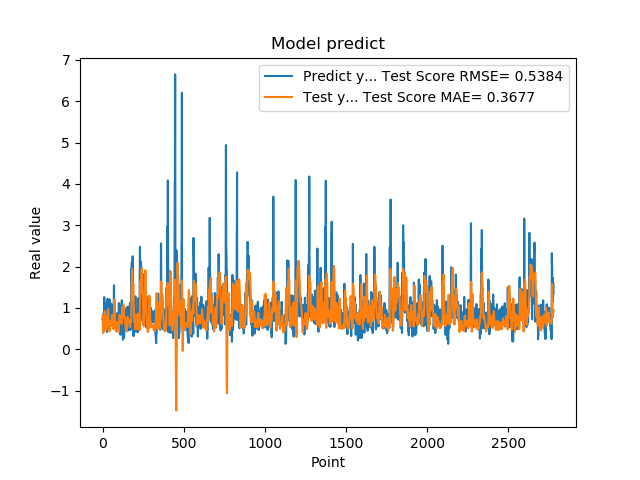 Model predict
Predict y... Test Score RMSE= 0.5384
Test y... Test Score MAE= 0.3677
7
6
5
4
3
2
1
0
−1
Real value
0 500 1000 1500 2000 2500
Point